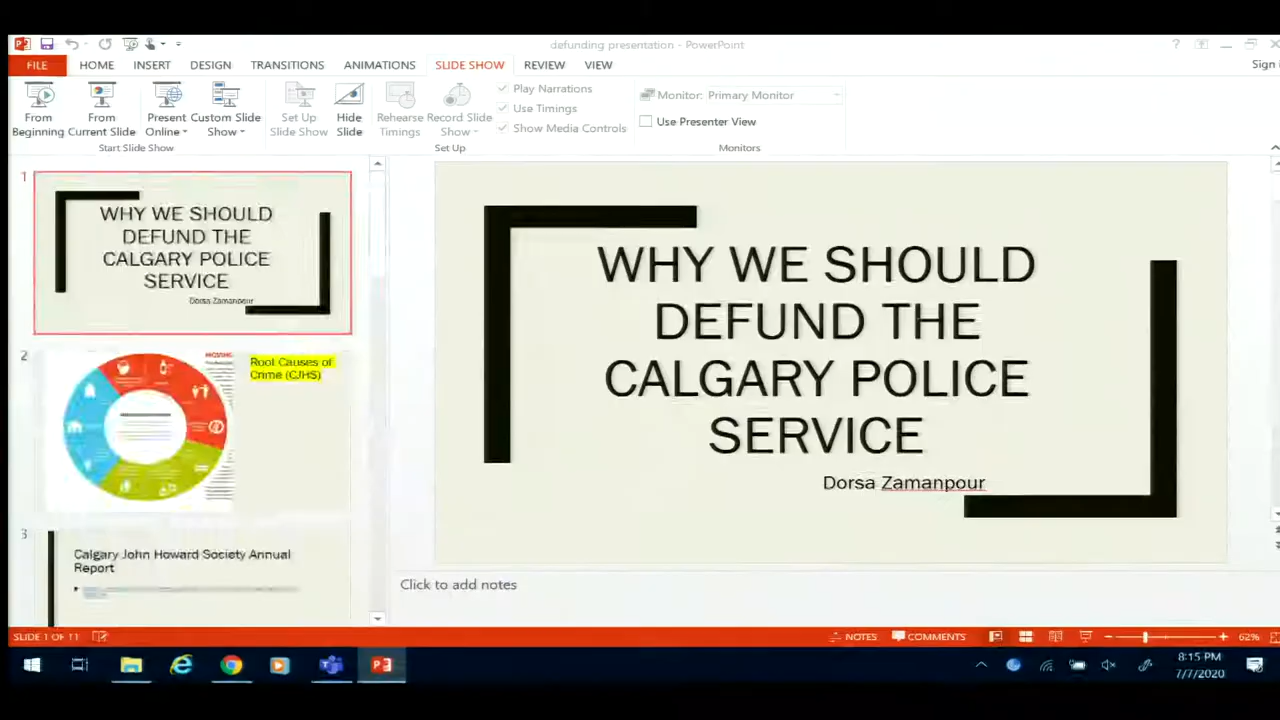 defunding presentation - PowerPoint
FILE
HOME
INSERT
DESIGN
TRANSITIONS
ANIMATIONS
SLIDE SHOW
REVIEW
VIEW
Sign
From
Beginning
From
Current Slide
Present
Online
Custom Slide
Show
Set Up
Slide Show
Hide
Slide
Rehearse
Timings
Record Slide
Show
Play Narrations
Use Timings
Show Media Controls
Monitor: Primary Monitor
Use Presenter View
Start Slide Show
Set Up
Monitors
1
WHY WE SHOULD
DEFUND THE
CALGARY POLICE
SERVICE
Dorsa Zamanpour
2
Root Causes of
Crime (CJHS)
3
Calgary John Howard Society Annual
Report
WHY WE SHOULD
DEFUND THE
CALGARY POLICE
SERVICE
Dorsa Zamanpour
Click to add notes
SLIDE 1 OF 11
NOTES
COMMENTS
62%
8:15 PM
7/7/2020